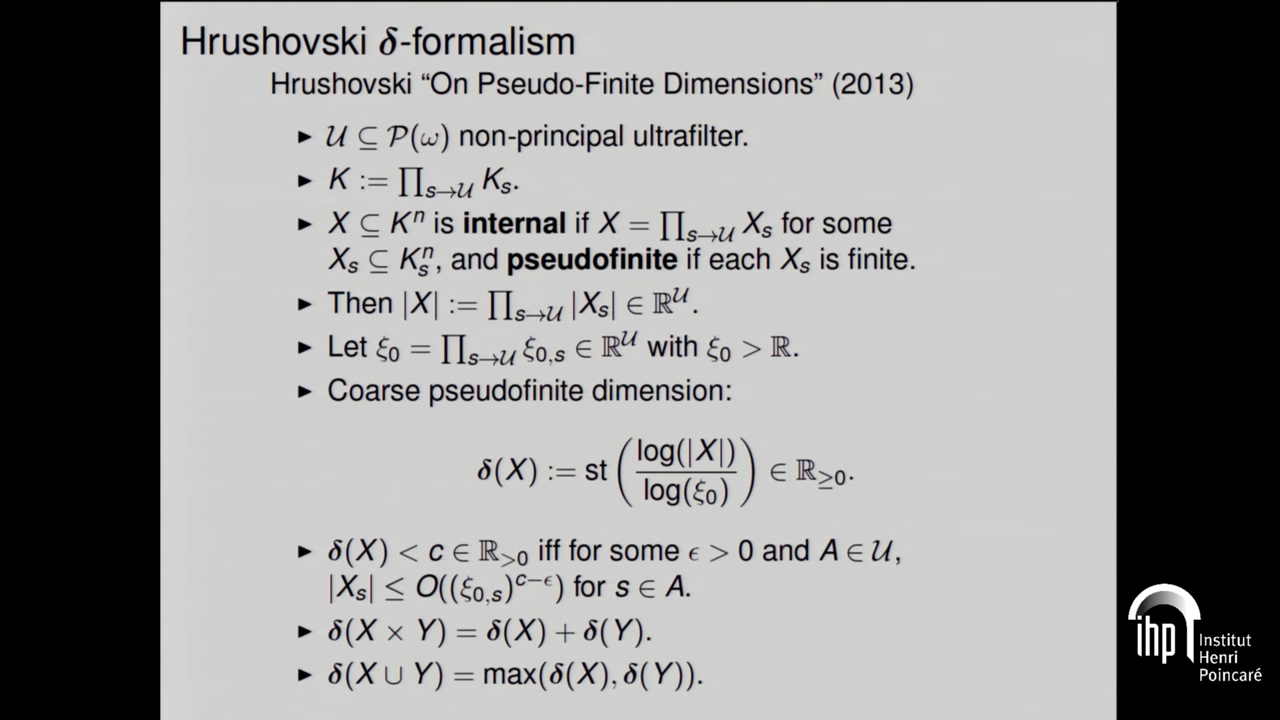 Hrushovski δ-formalism
Hrushovski “On Pseudo-Finite Dimensions” (2013)
► 𝒰 ⊆ 𝒫(ω) non-principal ultrafilter.
► K := ∏_{s→𝒰} K_s.
► X ⊆ K^n is internal if X = ∏_{s→𝒰} X_s for some
X_s ⊆ K_s^n, and pseudofinite if each X_s is finite.
► Then |X| := ∏_{s→𝒰} |X_s| ∈ ℝ^𝒰.
► Let ξ_0 = ∏_{s→𝒰} ξ_{0,s} ∈ ℝ^𝒰 with ξ_0 > ℝ.
► Coarse pseudofinite dimension:
δ(X) := st (log(|X|) / log(ξ_0)) ∈ ℝ_{≥0}.
► δ(X) < c ∈ ℝ_{>0} iff for some ϵ > 0 and A ∈ 𝒰,
|X_s| ≤ O((ξ_{0,s})^{c−ϵ}) for s ∈ A.
► δ(X × Y) = δ(X) + δ(Y).
► δ(X ∪ Y) = max(δ(X), δ(Y)).
ihp
Institut
Henri
Poincaré